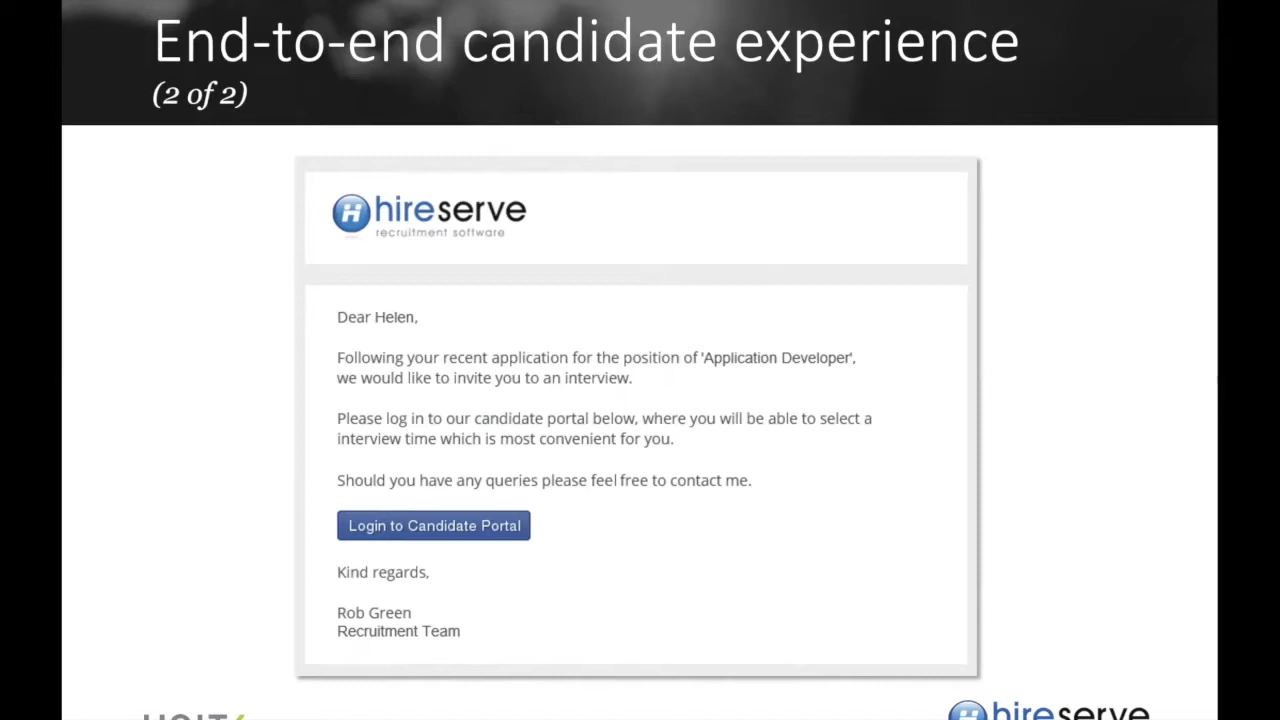 End-to-end candidate experience
(2 of 2)
H hireserve
recruitment software
Dear Helen,
Following your recent application for the position of 'Application Developer',
we would like to invite you to an interview.
Please log in to our candidate portal below, where you will be able to select a
interview time which is most convenient for you.
Should you have any queries please feel free to contact me.
Login to Candidate Portal
Kind regards,
Rob Green
Recruitment Team
hireserve